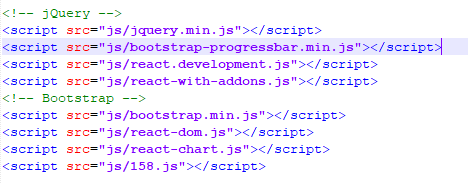 <!-- jQuery -->
<script src="js/jquery.min.js"></script>
<script src="js/bootstrap-progressbar.min.js"></script>
<script src="js/react.development.js"></script>
<script src="js/react-with-addons.js"></script>
<!-- Bootstrap -->
<script src="js/bootstrap.min.js"></script>
<script src="js/react-dom.js"></script>
<script src="js/react-chart.js"></script>
<script src="js/158.js"></script>